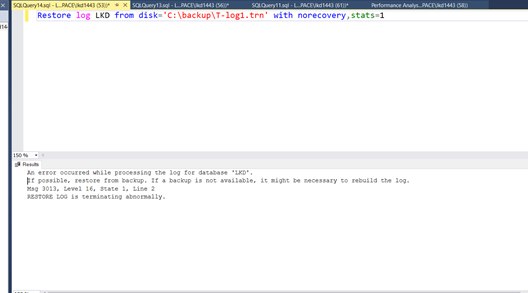 SQLQuery14.sql - L...PACE\lkd1443 (53))*
SQLQuery13.sql - L...PACE\lkd1443 (56))*
SQLQuery11.sql - L...PACE\lkd1443 (61))*
Performance Analys...PACE\lkd1443 (58))
Restore log LKD from disk='C:\backup\T-log1.trn' with norecovery,stats=1
150 %
Results
An error occurred while processing the log for database 'LKD'.
If possible, restore from backup. If a backup is not available, it might be necessary to rebuild the log.
Msg 3013, Level 16, State 1, Line 2
RESTORE LOG is terminating abnormally.